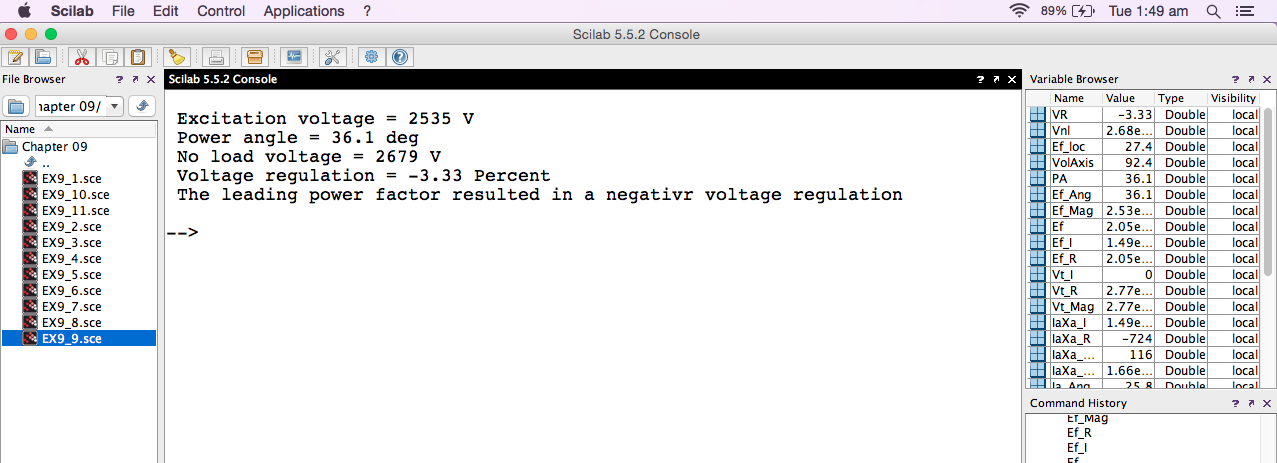 Scilab File Edit Control Applications ? 89% Tue 1:49 am
Scilab 5.5.2 Console
File Browser ? Scilab 5.5.2 Console ? Variable Browser ?
hapter 09/
Name
Chapter 09
..
EX9_1.sce
EX9_10.sce
EX9_11.sce
EX9_2.sce
EX9_3.sce
EX9_4.sce
EX9_5.sce
EX9_6.sce
EX9_7.sce
EX9_8.sce
EX9_9.sce
Excitation voltage = 2535 V
Power angle = 36.1 deg
No load voltage = 2679 V
Voltage regulation = -3.33 Percent
The leading power factor resulted in a negativr voltage regulation
-->
Name Value Type Visibility
VR -3.33 Double local
Vnl 2.68e... Double local
Ef_loc 27.4 Double local
VolAxis 92.4 Double local
PA 36.1 Double local
Ef_Ang 36.1 Double local
Ef_Mag 2.53e... Double local
Ef 2.05e... Double local
Ef_I 1.49e... Double local
Ef_R 2.05e... Double local
Vt_I 0 Double local
Vt_R 2.77e... Double local
Vt_Mag 2.77e... Double local
IaXa_I 1.49e... Double local
IaXa_R -724 Double local
IaXa_... 116 Double local
IaXa_... 1.66e... Double local
Ia_Ang 25.8 Double local
Command History ?
Ef_Mag
Ef_R
Ef_I
Ef